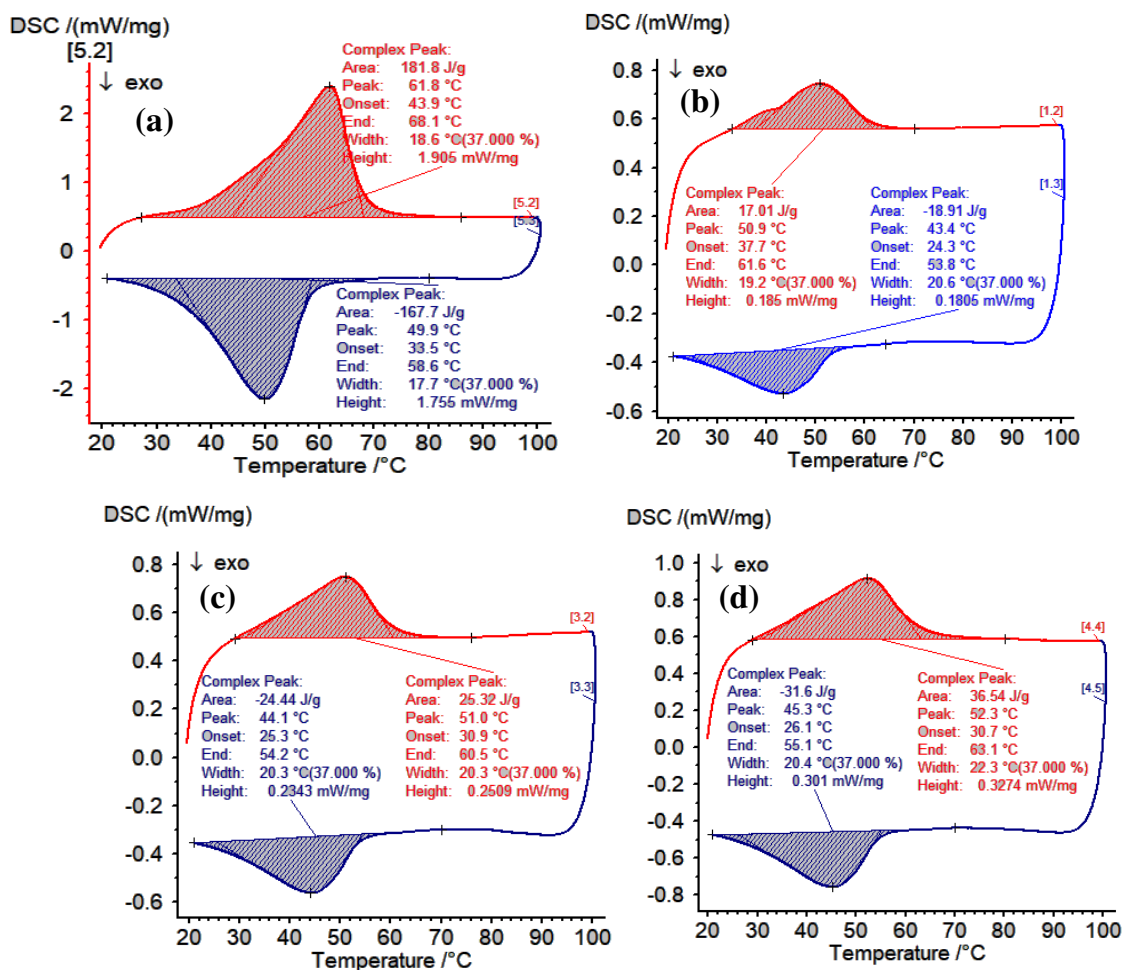 DSC /(mW/mg)
[5.2]
↓ exo
(a)
Complex Peak:
Area: 181.8 J/g
Peak: 61.8 °C
Onset: 43.9 °C
End: 68.1 °C
Width: 18.6 °C(37.000 %)
Height: 1.905 mW/mg
2
1
0
-1
-2
[5.2]
[5.3]
Complex Peak:
Area: -167.7 J/g
Peak: 49.9 °C
Onset: 33.5 °C
End: 58.6 °C
Width: 17.7 °C(37.000 %)
Height: 1.755 mW/mg
20 30 40 50 60 70 80 90 100
Temperature /°C
DSC /(mW/mg)
↓ exo
(b)
0.8
0.6
0.4
0.2
0.0
-0.2
-0.4
-0.6
[1.2]
[1.3]
Complex Peak:
Area: 17.01 J/g
Peak: 50.9 °C
Onset: 37.7 °C
End: 61.6 °C
Width: 19.2 °C(37.000 %)
Height: 0.185 mW/mg
Complex Peak:
Area: -18.91 J/g
Peak: 43.4 °C
Onset: 24.3 °C
End: 53.8 °C
Width: 20.6 °C(37.000 %)
Height: 0.1805 mW/mg
20 30 40 50 60 70 80 90 100
Temperature /°C
DSC /(mW/mg)
↓ exo
(c)
0.8
0.6
0.4
0.2
0.0
-0.2
-0.4
-0.6
[3.2]
[3.3]
Complex Peak:
Area: -24.44 J/g
Peak: 44.1 °C
Onset: 25.3 °C
End: 54.2 °C
Width: 20.3 °C(37.000 %)
Height: 0.2343 mW/mg
Complex Peak:
Area: 25.32 J/g
Peak: 51.0 °C
Onset: 30.9 °C
End: 60.5 °C
Width: 20.3 °C(37.000 %)
Height: 0.2509 mW/mg
20 30 40 50 60 70 80 90 100
Temperature /°C
DSC /(mW/mg)
↓ exo
(d)
1.0
0.8
0.6
0.4
0.2
0.0
-0.2
-0.4
-0.6
-0.8
[4.4]
[4.5]
Complex Peak:
Area: -31.6 J/g
Peak: 45.3 °C
Onset: 26.1 °C
End: 55.1 °C
Width: 20.4 °C(37.000 %)
Height: 0.301 mW/mg
Complex Peak:
Area: 36.54 J/g
Peak: 52.3 °C
Onset: 30.7 °C
End: 63.1 °C
Width: 22.3 °C(37.000 %)
Height: 0.3274 mW/mg
20 30 40 50 60 70 80 90 100
Temperature /°C